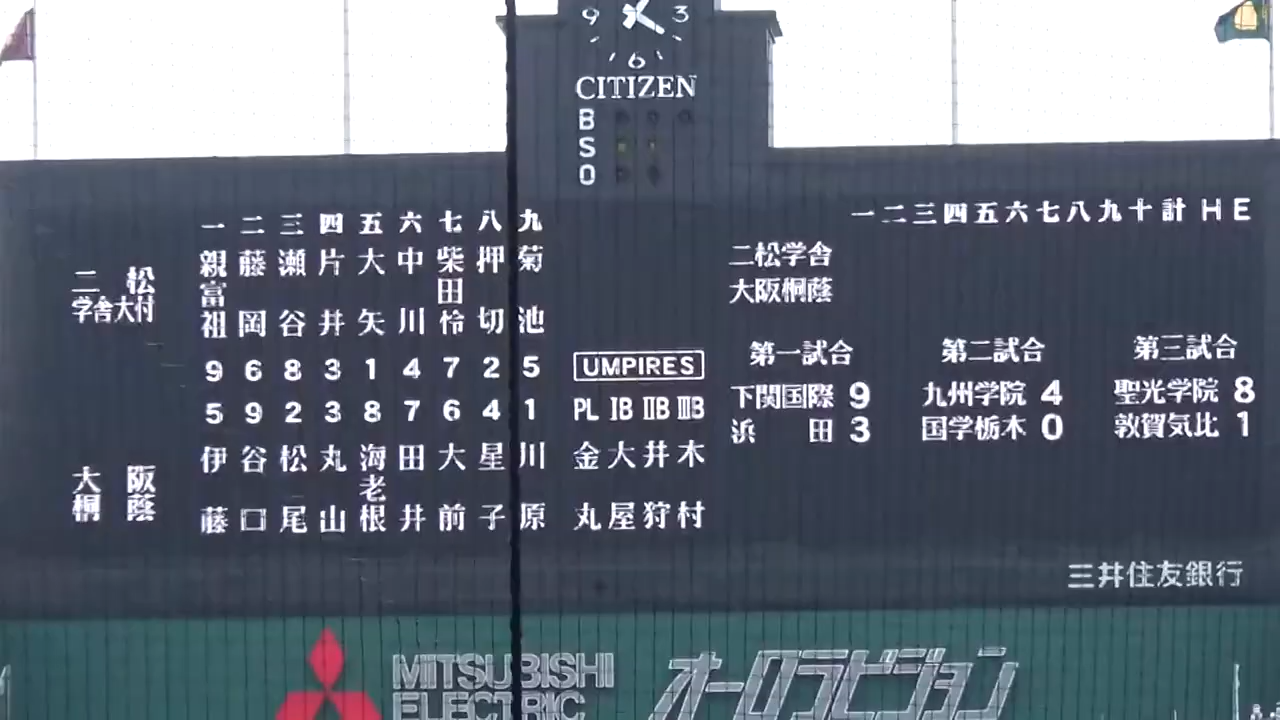 9 3
6
CITIZEN
B
S
O
一 二 三 四 五 六 七 八 九
二松学舎大付
親富祖 藤岡 瀬谷 片井 大矢 中川 柴田怜 押切 菊池
9 6 8 3 1 4 7 2 5
5 9 2 3 8 7 6 4 1
大阪桐蔭
伊藤 谷口 松尾 丸山 海老根 田井 大前 星子 川原
UMPIRES
PL IB IIB IIIB
金丸 大屋 井狩 木村
一 二 三 四 五 六 七 八 九 十 計 H E
二松学舎
大阪桐蔭
第一試合 第二試合 第三試合
下関国際 9 九州学院 4 聖光学院 8
浜田 3 国学栃木 0 敦賀気比 1
三井住友銀行
MITSUBISHI
ELECTRIC
オーロラビジョン